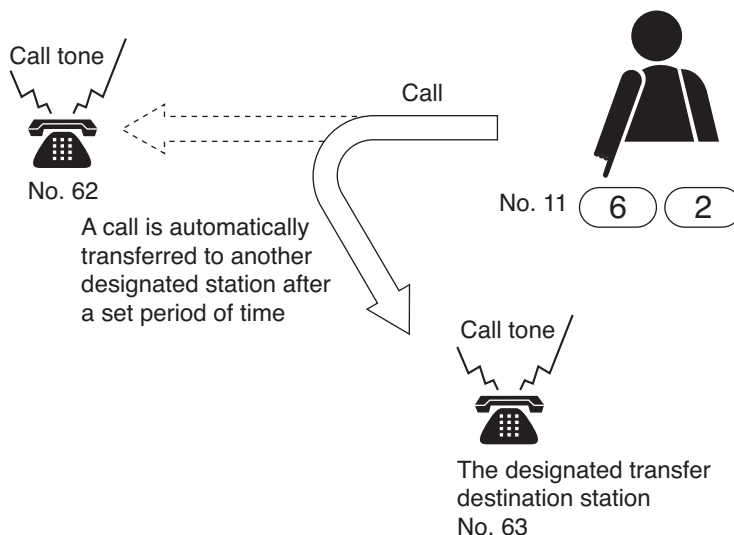 Call tone
Call
No. 62
No. 11 6 2
A call is automatically
transferred to another
designated station after
a set period of time
Call tone
The designated transfer
destination station
No. 63